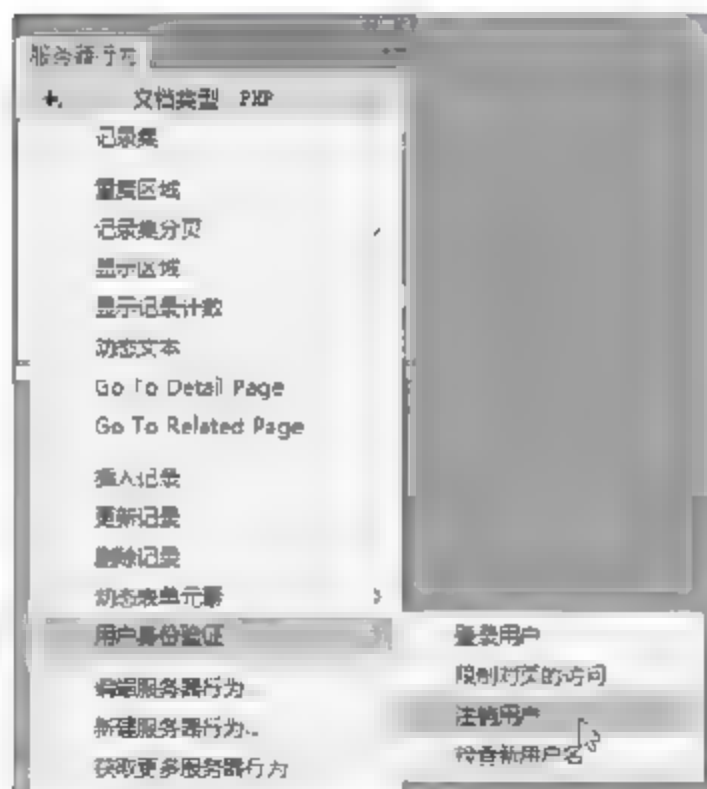 服务器行为
+. 文档类型 PHP
记录集
重复区域
记录集分页
显示区域
显示记录计数
动态文本
Go To Detail Page
Go To Related Page
插入记录
更新记录
删除记录
动态表单元素
用户身份验证
登录用户
限制对页的访问
注销用户
检查新用户名
编辑服务器行为...
新建服务器行为...
获取更多服务器行为